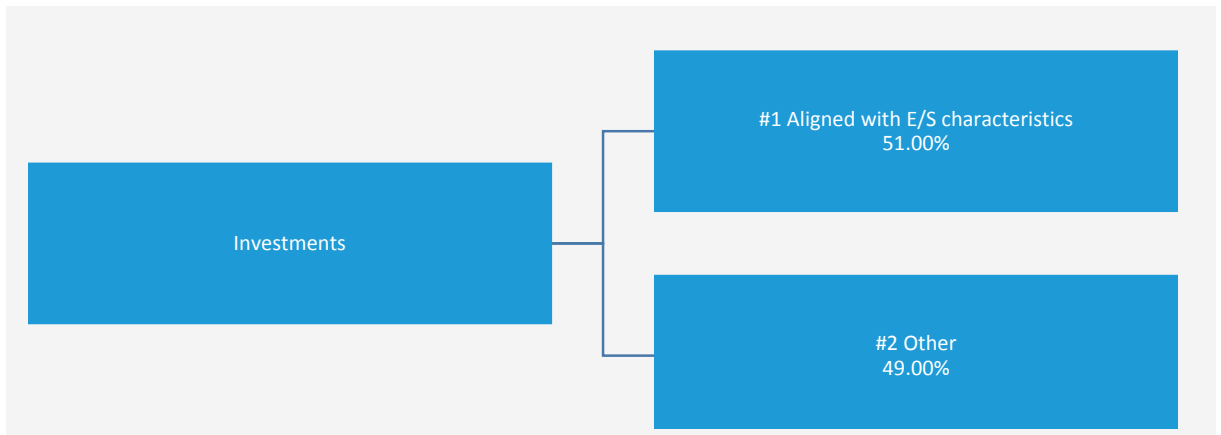 #1 Aligned with E/S characteristics
51.00%
Investments
#2 Other
49.00%